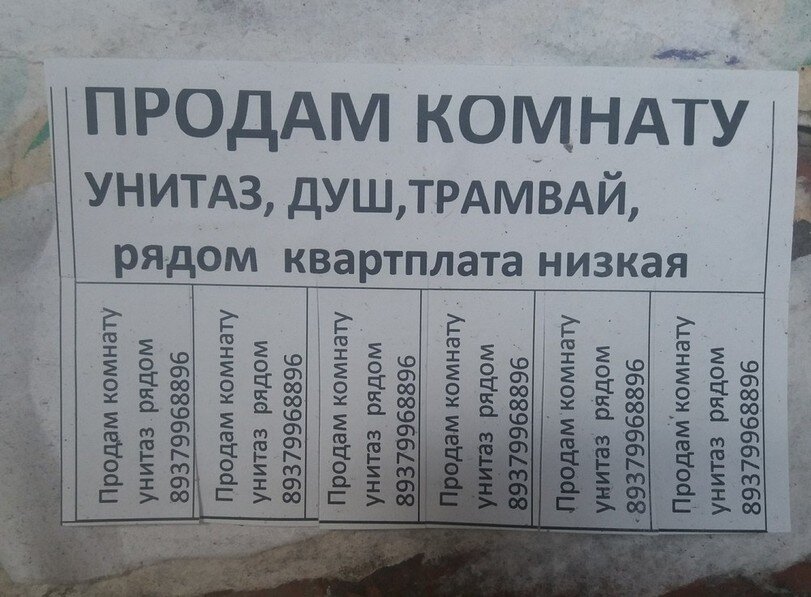 ПРОДАМ КОМНАТУ
УНИТАЗ, ДУШ,ТРАМВАЙ,
рядом квартплата низкая
Продам комнату
унитаз рядом
89379968896
Продам комнату
унитаз рядом
89379968896
Продам комнату
унитаз рядом
89379968896
Продам комнату
унитаз рядом
89379968896
Продам комнату
унитаз рядом
89379968896
Продам комнату
унитаз рядом
89379968896